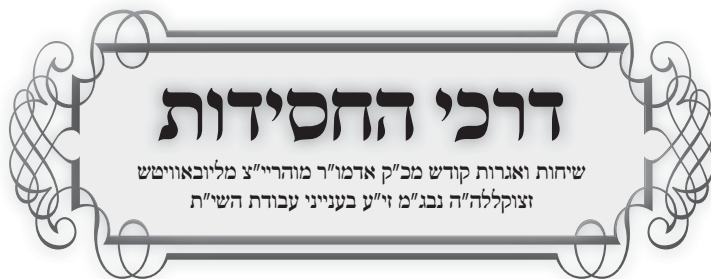 דרכי החסידות
שיחות ואגרות קודש מכ"ק אדמו"ר מוהריי"צ מליובאוויטש
זצוקללה"ה נבג"מ זי"ע בענייני עבודת השי"ת